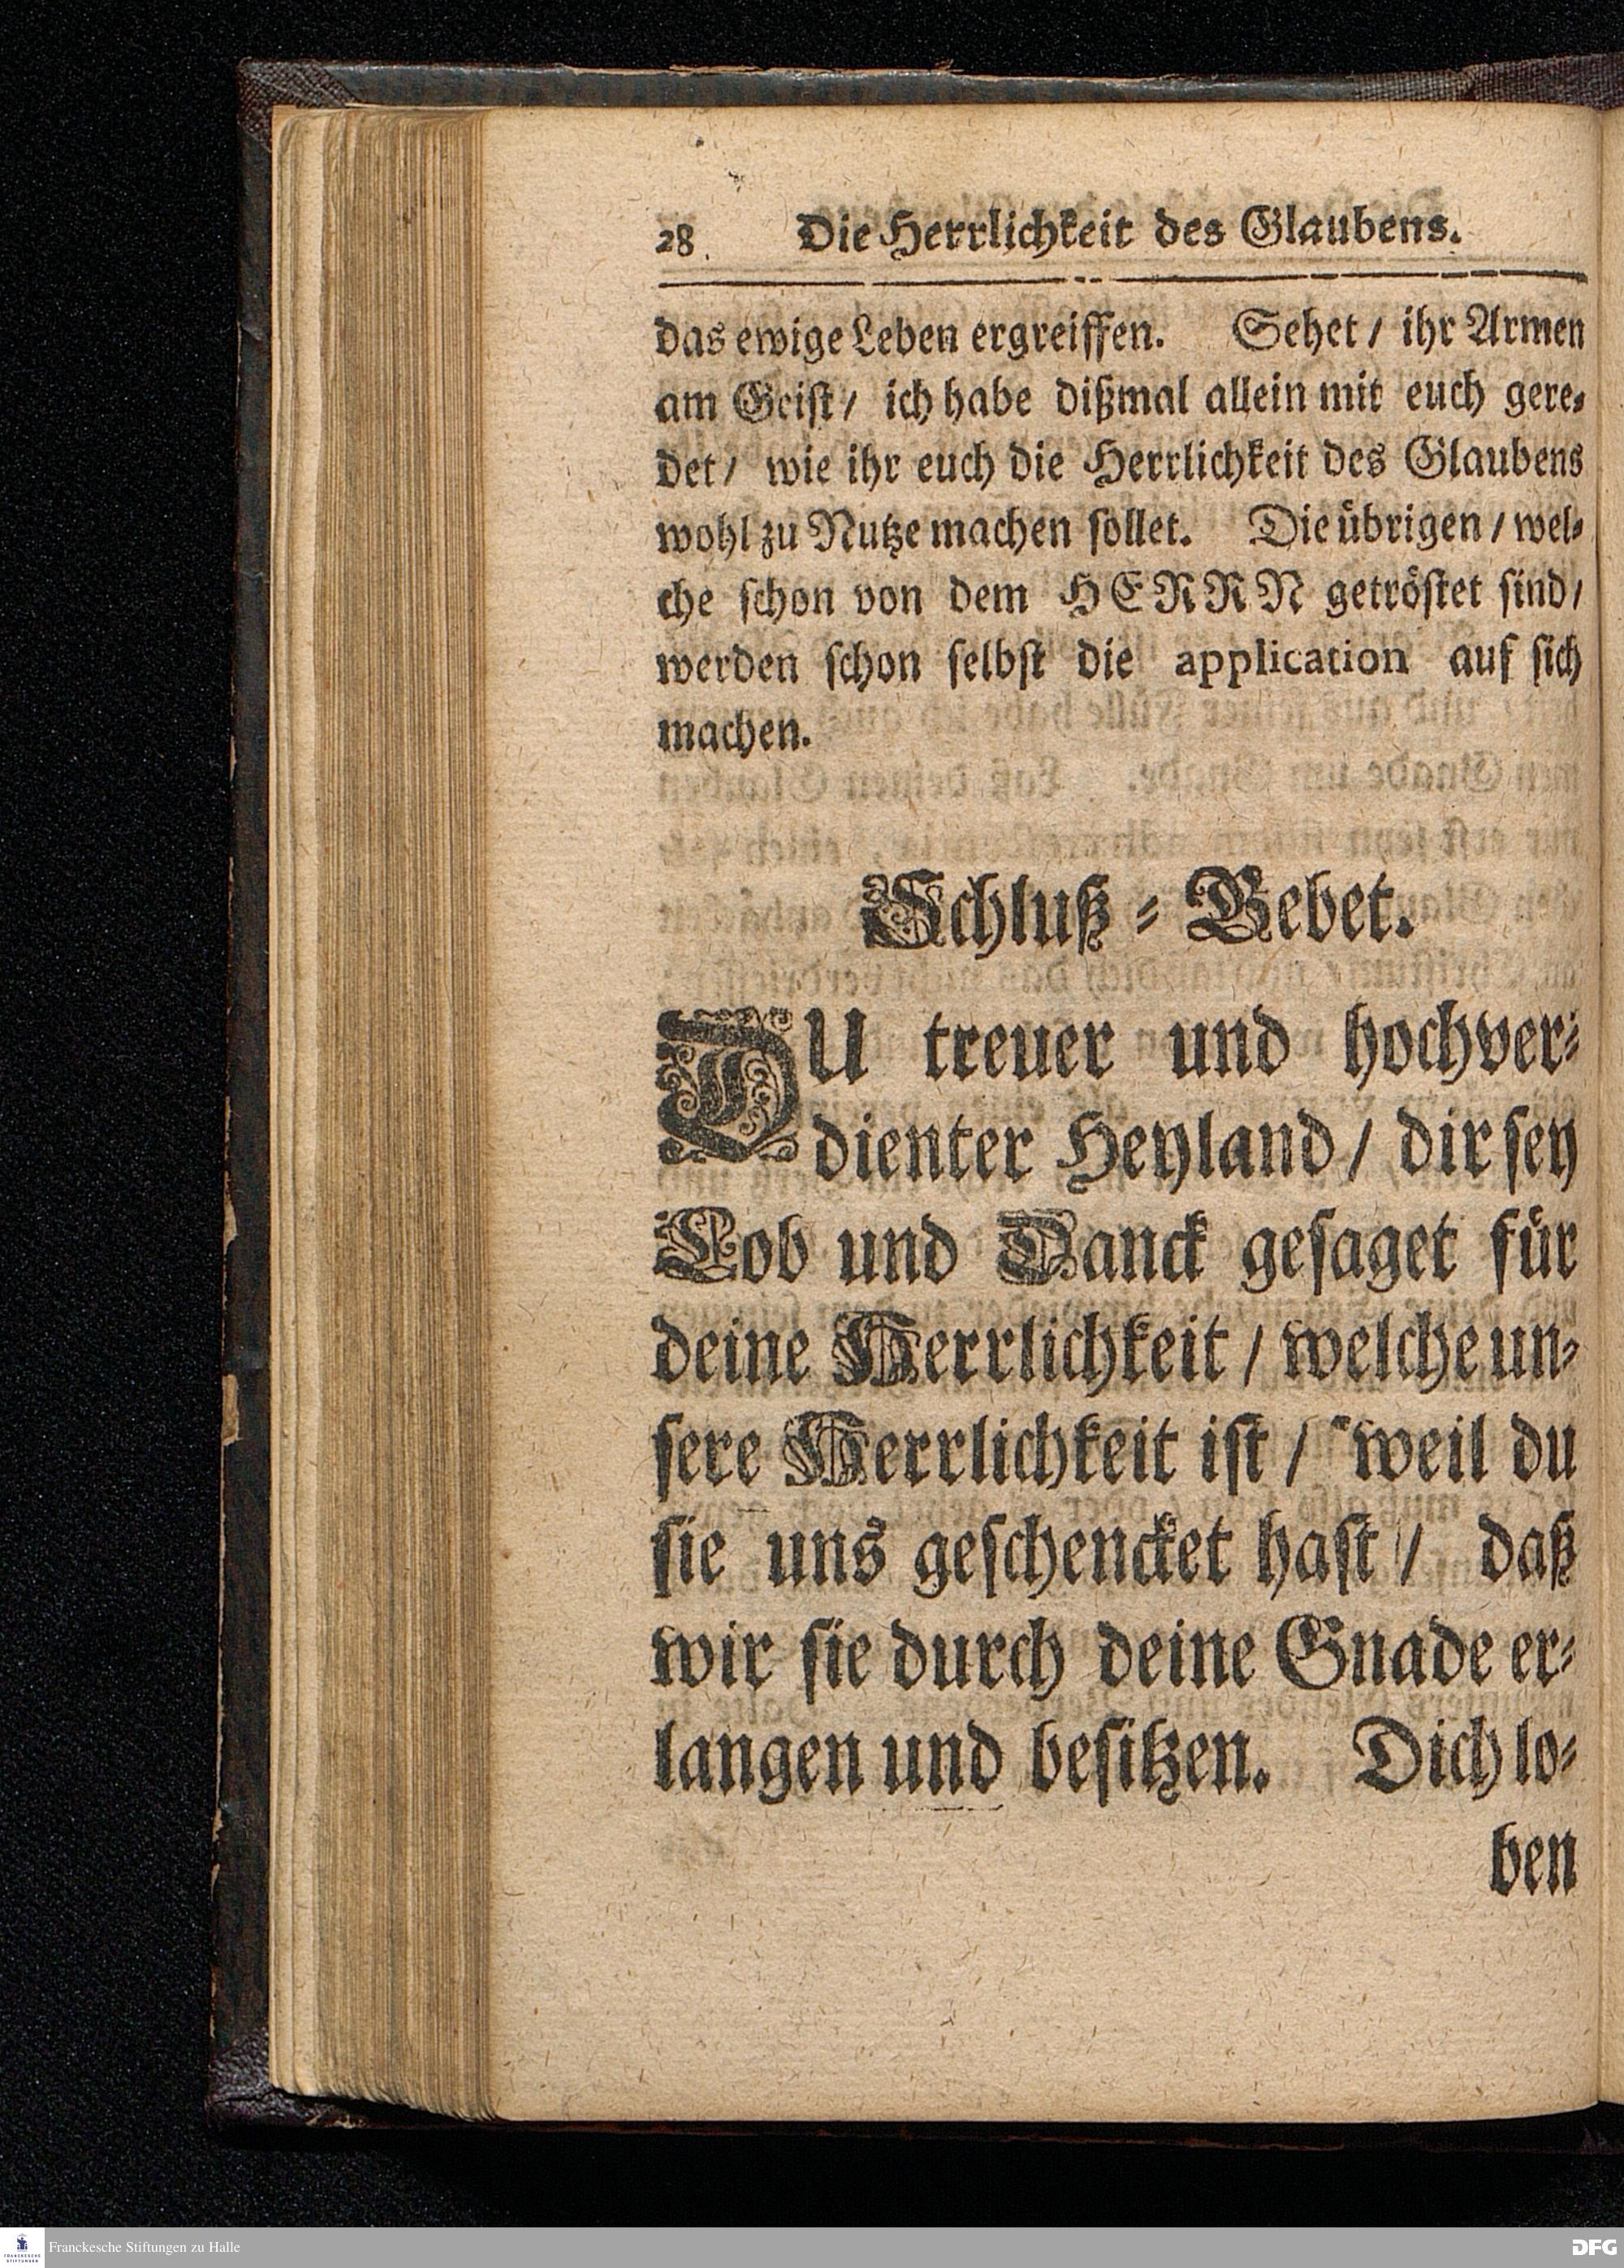 28. Die Herrlichkeit des Glaubens.
das ewige Leben ergreiffen. Sehet / ihr Armen
am Geist / ich habe dißmal allein mit euch gere-
det / wie ihr euch die Herrlichkeit des Glaubens
wohl zu Nutze machen sollet. Die übrigen / wel-
che schon von dem HERRN getröstet sind /
werden schon selbst die application auf sich
machen.
Schluß-Gebet.
DU treuer und hochver-
dienter Heyland / dir sey
Lob und Danck gesaget für
deine Herrlichkeit / welche un-
sere Herrlichkeit ist / weil du
sie uns geschencket hast / daß
wir sie durch deine Gnade er-
langen und besitzen. Dich lo-
ben
FRANCKESCHE STIFTUNGEN
Franckesche Stiftungen zu Halle
DFG